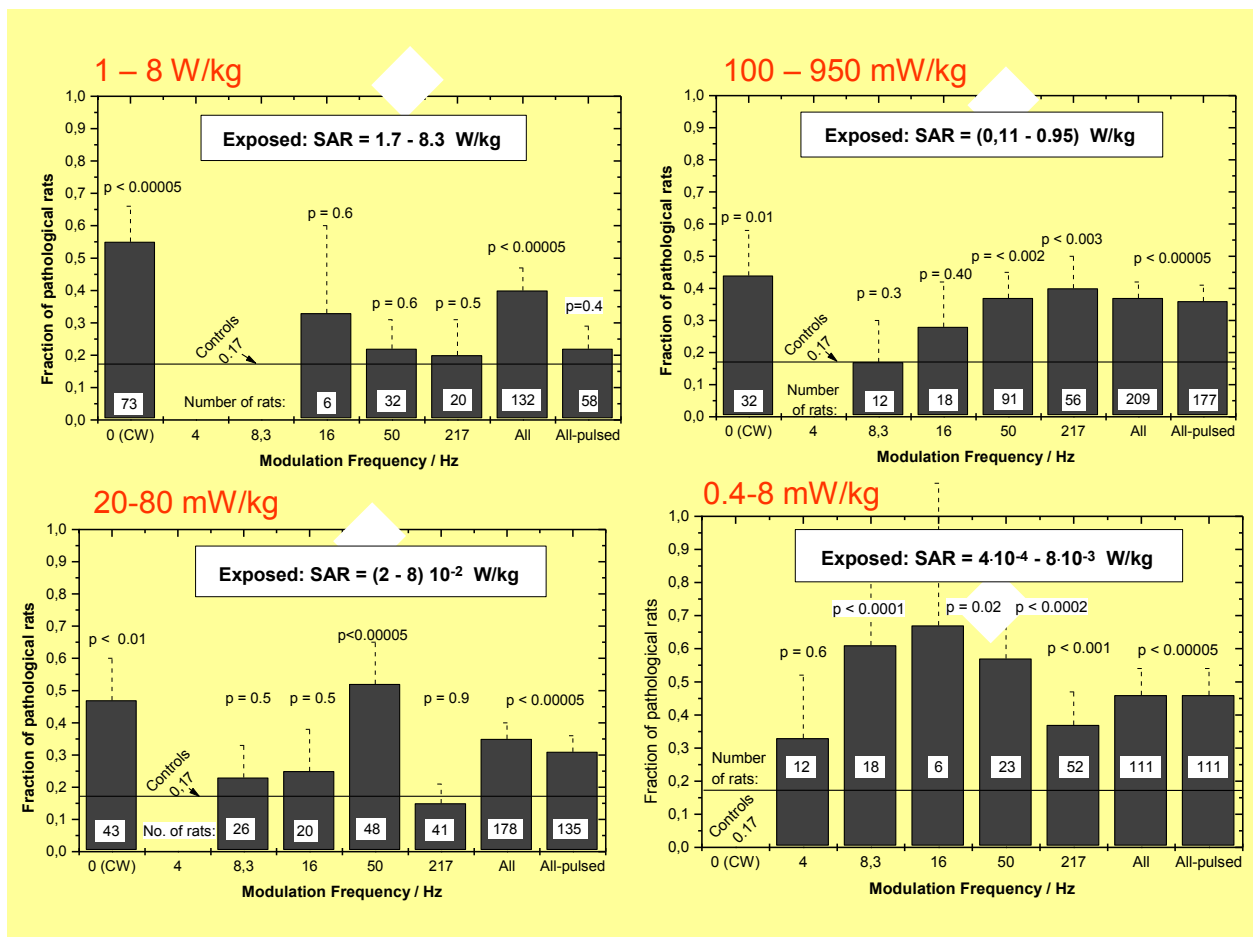 1 – 8 W/kg
1,0
0,9
0,8
0,7
0,6
0,5
0,4
0,3
0,2
0,1
0,0
Fraction of pathological rats
Exposed: SAR = 1.7 - 8.3 W/kg
p < 0.00005
p = 0.6
p = 0.6
p = 0.5
p < 0.00005
p=0.4
Controls
0.17
73
Number of rats:
6
32
20
132
58
0 (CW) 4 8,3 16 50 217 All All-pulsed
Modulation Frequency / Hz
100 – 950 mW/kg
1,0
0,9
0,8
0,7
0,6
0,5
0,4
0,3
0,2
0,1
0,0
Fraction of pathological rats
Exposed: SAR = (0,11 - 0.95) W/kg
p = 0.01
p = 0.3
p = 0.40
p = < 0.002
p < 0.003
p < 0.00005
Controls
0.17
32
Number
of rats:
12
18
91
56
209
177
0 (CW) 4 8,3 16 50 217 All All-pulsed
Modulation Frequency / Hz
20-80 mW/kg
1,0
0,9
0,8
0,7
0,6
0,5
0,4
0,3
0,2
0,1
0,0
Fraction of pathological rats
Exposed: SAR = (2 - 8) 10-2 W/kg
p < 0.01
p = 0.5
p = 0.5
p<0.00005
p = 0.9
p < 0.00005
Controls
0,17
43
No. of rats:
26
20
48
41
178
135
0 (CW) 4 8,3 16 50 217 All All-pulsed
Modulation Frequency / Hz
0.4-8 mW/kg
1,0
0,9
0,8
0,7
0,6
0,5
0,4
0,3
0,2
0,1
0,0
Fraction of pathological rats
Exposed: SAR = 4·10-4 - 8·10-3 W/kg
p = 0.6
p < 0.0001
p = 0.02
p < 0.0002
p < 0.001
p < 0.00005
Number
of rats:
12
18
6
23
52
111
111
Controls
0.17
0 (CW) 4 8,3 16 50 217 All All-pulsed
Modulation Frequency / Hz